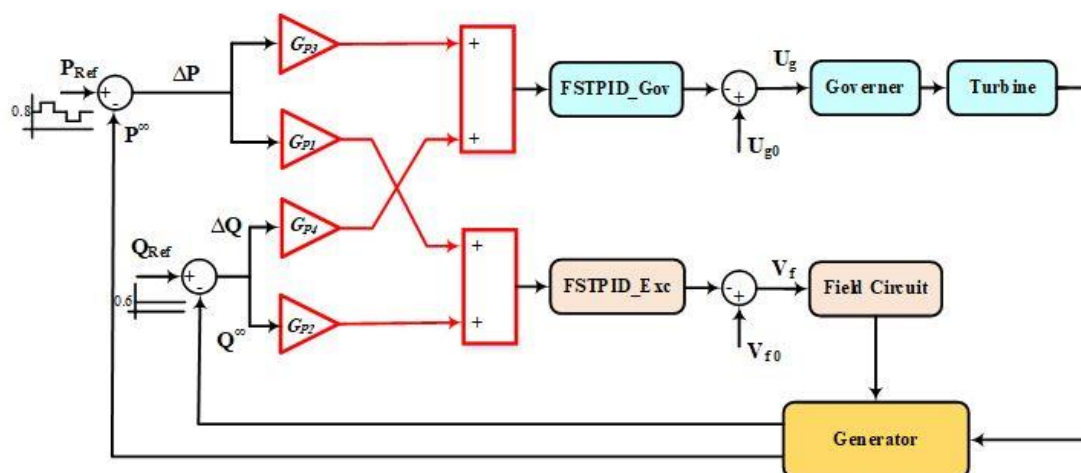 P_Ref
+
-
0.8
P^∞
ΔP
G_P3
G_P1
+
+
FSTPID_Gov
-
+
U_g
U_g0
Governer
Turbine
ΔQ
Q_Ref
+
-
0.6
Q^∞
G_P4
G_P2
+
+
FSTPID_Exc
-
+
V_f
V_f0
Field Circuit
Generator